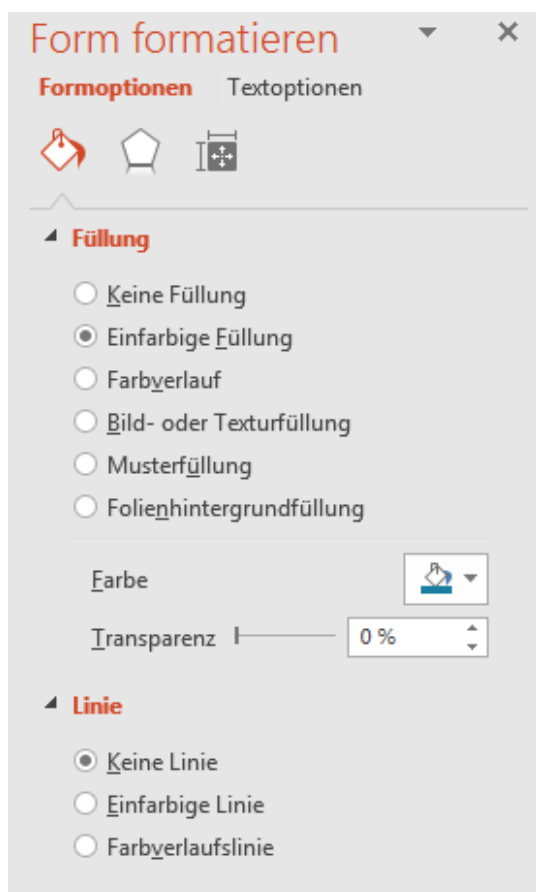 Form formatieren
Formoptionen Textoptionen
Füllung
Keine Füllung
Einfarbige Füllung
Farbverlauf
Bild- oder Texturfüllung
Musterfüllung
Folienhintergrundfüllung
Farbe
Transparenz 0 %
Linie
Keine Linie
Einfarbige Linie
Farbverlaufslinie